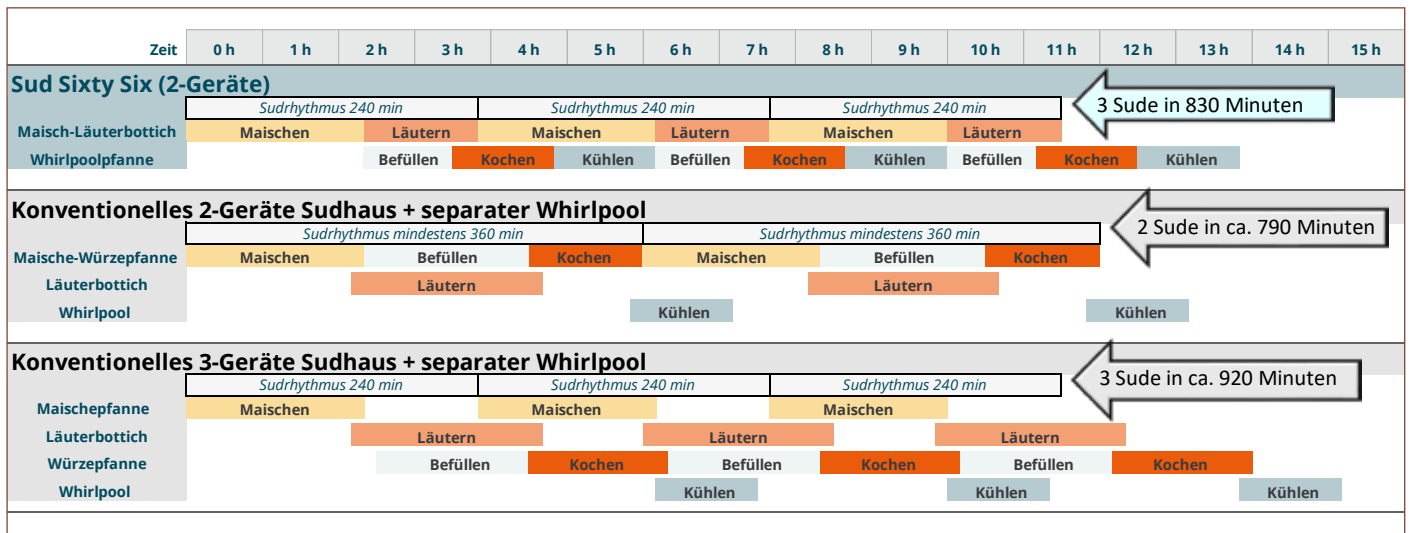 Zeit 0 h 1 h 2 h 3 h 4 h 5 h 6 h 7 h 8 h 9 h 10 h 11 h 12 h 13 h 14 h 15 h
Sud Sixty Six (2-Geräte)
Sudrhythmus 240 min Sudrhythmus 240 min Sudrhythmus 240 min 3 Sude in 830 Minuten
Maisch-Läuterbottich Maischen Läutern Maischen Läutern Maischen Läutern
Whirlpoolpfanne Befüllen Kochen Kühlen Befüllen Kochen Kühlen Befüllen Kochen Kühlen
Konventionelles 2-Geräte Sudhaus + separater Whirlpool
Sudrhythmus mindestens 360 min Sudrhythmus mindestens 360 min 2 Sude in ca. 790 Minuten
Maische-Würzepfanne Maischen Befüllen Kochen Maischen Befüllen Kochen
Läuterbottich Läutern Läutern
Whirlpool Kühlen Kühlen
Konventionelles 3-Geräte Sudhaus + separater Whirlpool
Sudrhythmus 240 min Sudrhythmus 240 min Sudrhythmus 240 min 3 Sude in ca. 920 Minuten
Maischepfanne Maischen Maischen Maischen
Läuterbottich Läutern Läutern Läutern
Würzepfanne Befüllen Kochen Befüllen Kochen Befüllen Kochen
Whirlpool Kühlen Kühlen Kühlen